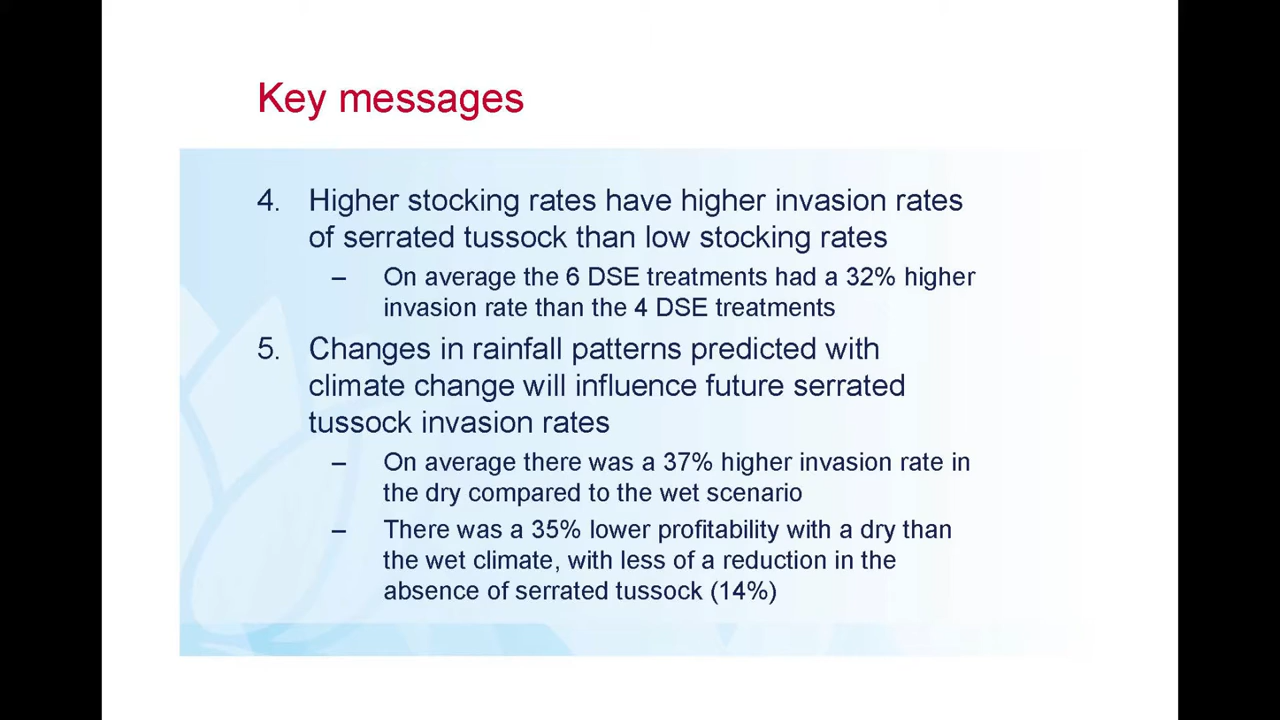 Key messages
4. Higher stocking rates have higher invasion rates
of serrated tussock than low stocking rates
– On average the 6 DSE treatments had a 32% higher
invasion rate than the 4 DSE treatments
5. Changes in rainfall patterns predicted with
climate change will influence future serrated
tussock invasion rates
– On average there was a 37% higher invasion rate in
the dry compared to the wet scenario
– There was a 35% lower profitability with a dry than
the wet climate, with less of a reduction in the
absence of serrated tussock (14%)